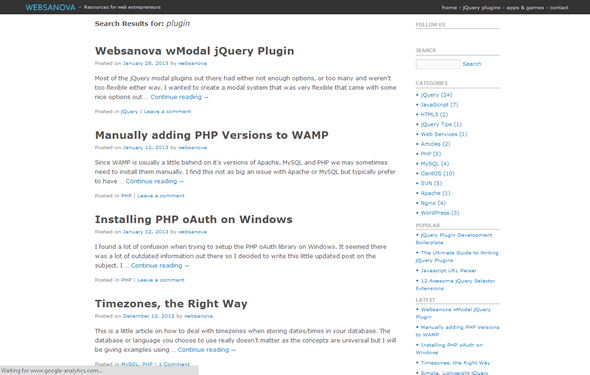 WEBSANOVA - Resources for web entrepreneurs
home - jQuery plugins - apps & games - contact
Search Results for: plugin
Websanova wModal jQuery Plugin
Posted on January 28, 2013 by websanova
Most of the jQuery modal plugins out there had either not enough options, or too many and weren't
too flexible either way. I wanted to create a modal system that was very flexible that came with some
nice options out ... Continue reading →
Posted in jQuery | Leave a comment
Manually adding PHP Versions to WAMP
Posted on January 12, 2013 by websanova
Since WAMP is usually a little behind on it's versions of Apache, MySQL and PHP we may sometimes
need to install them manually. I find this not as big an issue with Apache or MySQL but typically prefer
to have ... Continue reading →
Posted in PHP | Leave a comment
Installing PHP oAuth on Windows
Posted on January 12, 2013 by websanova
I found a lot of confusion when trying to setup the PHP oAuth library on Windows. It seemed there
was a lot of outdated information out there so I decided to write this little updated post on the
subject. I ... Continue reading →
Posted in PHP | Leave a comment
Timezones, the Right Way
Posted on December 12, 2012 by websanova
This is a little article on how to deal with timezones when storing dates/times in your database. The
database or language you choose to use really doesn't matter as the concepts are universal but I will
be giving examples using ... Continue reading →
Posted in MySQL, PHP | 1 Comment
Waiting for www.google-analytics.com...
FOLLOW US
SEARCH
Search
CATEGORIES
• jQuery (24)
• JavaScript (7)
• HTML5 (2)
• jQuery Tips (1)
• Web Services (1)
• Articles (2)
• PHP (5)
• MySQL (4)
• CentOS (10)
• SVN (5)
• Apache (1)
• Nginx (4)
• WordPress (3)
POPULAR
• jQuery Plugin Development
Boilerplate
• The Ultimate Guide to Writing
jQuery Plugins
• Javascript URL Parser
• 12 Awesome jQuery Selector
Extensions
LATEST
• Websanova wModal jQuery Plugin
• Manually adding PHP Versions to
WAMP
• Installing PHP oAuth on
Windows
• Timezones, the Right Way
• Simple, Lightweight jQuery